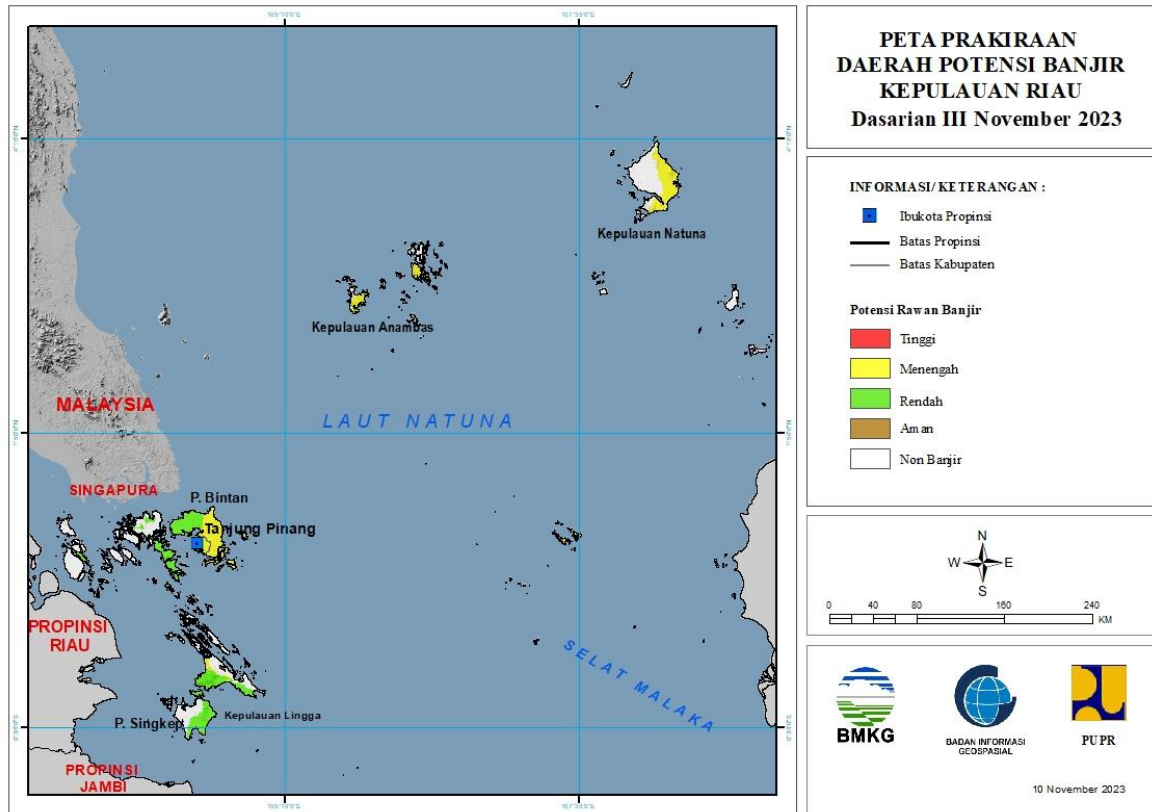 PETA PRAKIRAAN
DAERAH POTENSI BANJIR
KEPULAUAN RIAU
Dasarian III November 2023
INFORMASI/ KETERANGAN :
Ibukota Propinsi
Batas Propinsi
Batas Kabupaten
Potensi Rawan Banjir
Tinggi
Menengah
Rendah
Aman
Non Banjir
N
W E
S
0 20 40 80 120 160 240
KM
BMKG
BADAN INFORMASI
GEOSPASIAL
PUPR
10 November 2023
Kepulauan Natuna
Kepulauan Anambas
MALAYSIA
LAUT NATUNA
SINGAPURA
P. Bintan
Tanjung Pinang
PROPINSI
RIAU
SELAT MALAKA
Kepulauan Lingga
P. Singkep
PROPINSI
JAMBI